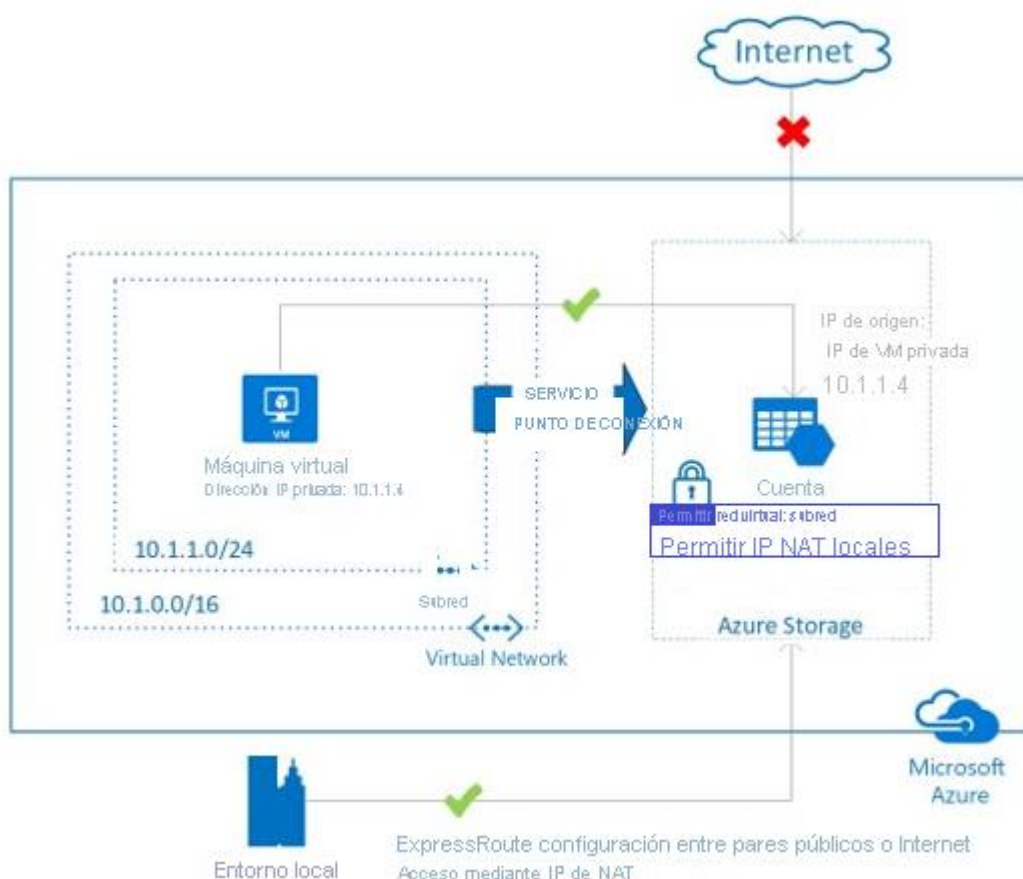 Internet
IP de origen:
IP de VM privada
10.1.1.4
SERVICIO
PUNTO DE CONEXIÓN
VM
Máquina virtual
Dirección IP privada: 10.1.1.4
Cuenta
Permitir red virtual: subred
Permitir IP NAT locales
10.1.1.0/24
10.1.0.0/16
Subred
Azure Storage
Virtual Network
Microsoft
Azure
ExpressRoute configuración entre pares públicos o Internet
Entorno local
Acceso mediante IP de NAT